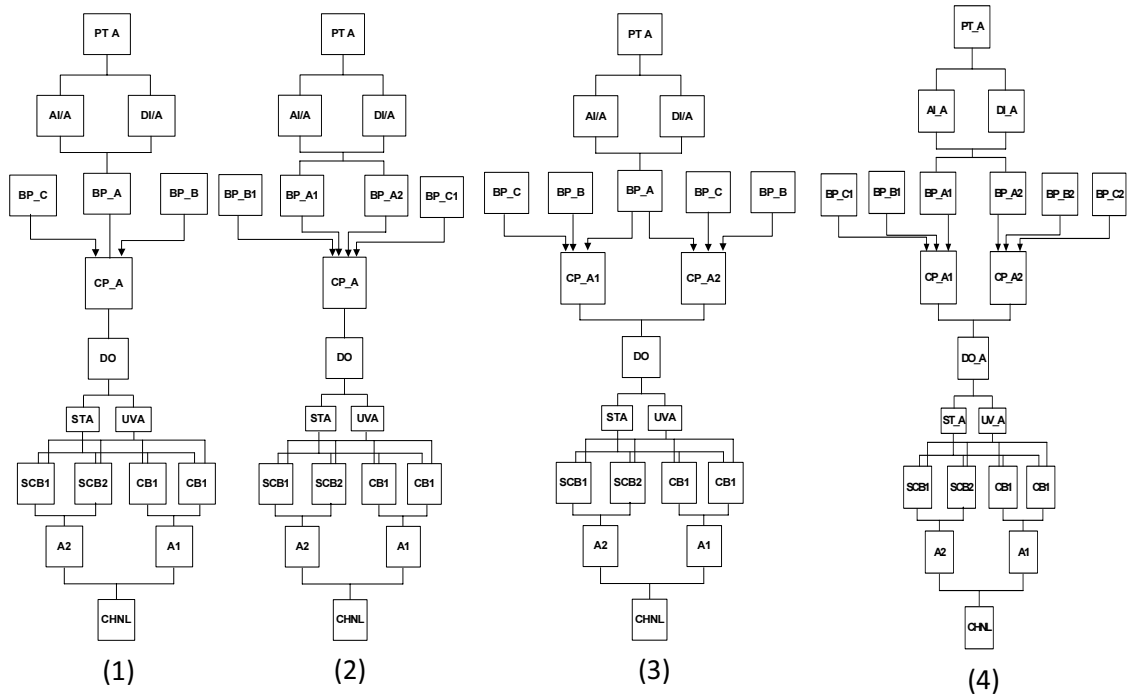 PT A
AI/A
DI/A
BP_C
BP_A
BP_B
CP_A
DO
STA
UVA
SCB1
SCB2
CB1
CB1
A2
A1
CHNL
(1)
PT A
AI/A
DI/A
BP_B1
BP_A1
BP_A2
BP_C1
CP_A
DO
STA
UVA
SCB1
SCB2
CB1
CB1
A2
A1
CHNL
(2)
PT A
AI/A
DI/A
BP_C
BP_B
BP_A
BP_C
BP_B
CP_A1
CP_A2
DO
STA
UVA
SCB1
SCB2
CB1
CB1
A2
A1
CHNL
(3)
PT_A
AI_A
DI_A
BP_C1
BP_B1
BP_A1
BP_A2
BP_B2
BP_C2
CP_A1
CP_A2
DO_A
ST_A
UV_A
SCB1
SCB2
CB1
CB1
A2
A1
CHNL
(4)